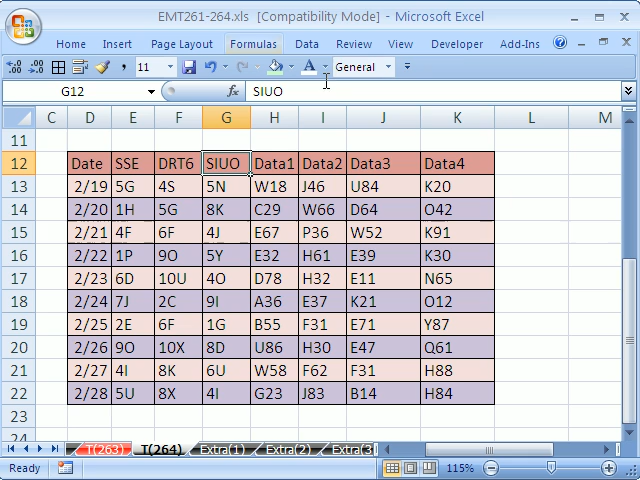 EMT261-264.xls [Compatibility Mode] - Microsoft Excel
Home Insert Page Layout Formulas Data Review View Developer Add-Ins
11 General
G12 fx SIUO
C D E F G H I J K L M
11
12 Date SSE DRT6 SIUO Data1 Data2 Data3 Data4
13 2/19 5G 4S 5N W18 J46 U84 K20
14 2/20 1H 5G 8K C29 W66 D64 O42
15 2/21 4F 6F 4J E67 P36 W52 K91
16 2/22 1P 9O 5Y E32 H61 E39 K30
17 2/23 6D 10U 4O D78 H32 E11 N65
18 2/24 7J 2C 9I A36 E37 K21 O12
19 2/25 2E 6F 1G B55 F31 E71 Y87
20 2/26 9O 10X 8D U86 H30 E47 Q61
21 2/27 4I 8K 6U W58 F62 F31 H88
22 2/28 5U 8X 4I G23 J83 B14 H84
23
24
T(263) T(264) Extra(1) Extra(2) Extra(3
Ready 115%